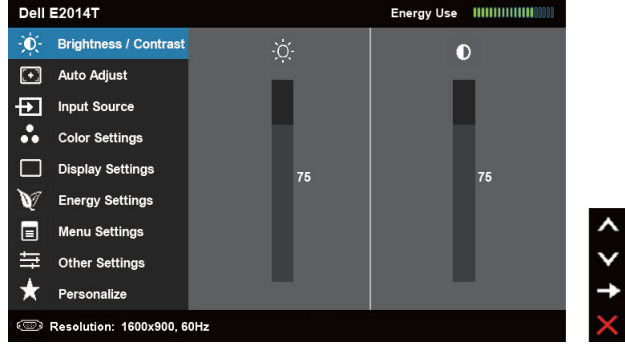 Dell E2014T
Energy Use
Brightness / Contrast
Auto Adjust
Input Source
Color Settings
Display Settings
75
75
Energy Settings
Menu Settings
Other Settings
Personalize
Resolution: 1600x900, 60Hz